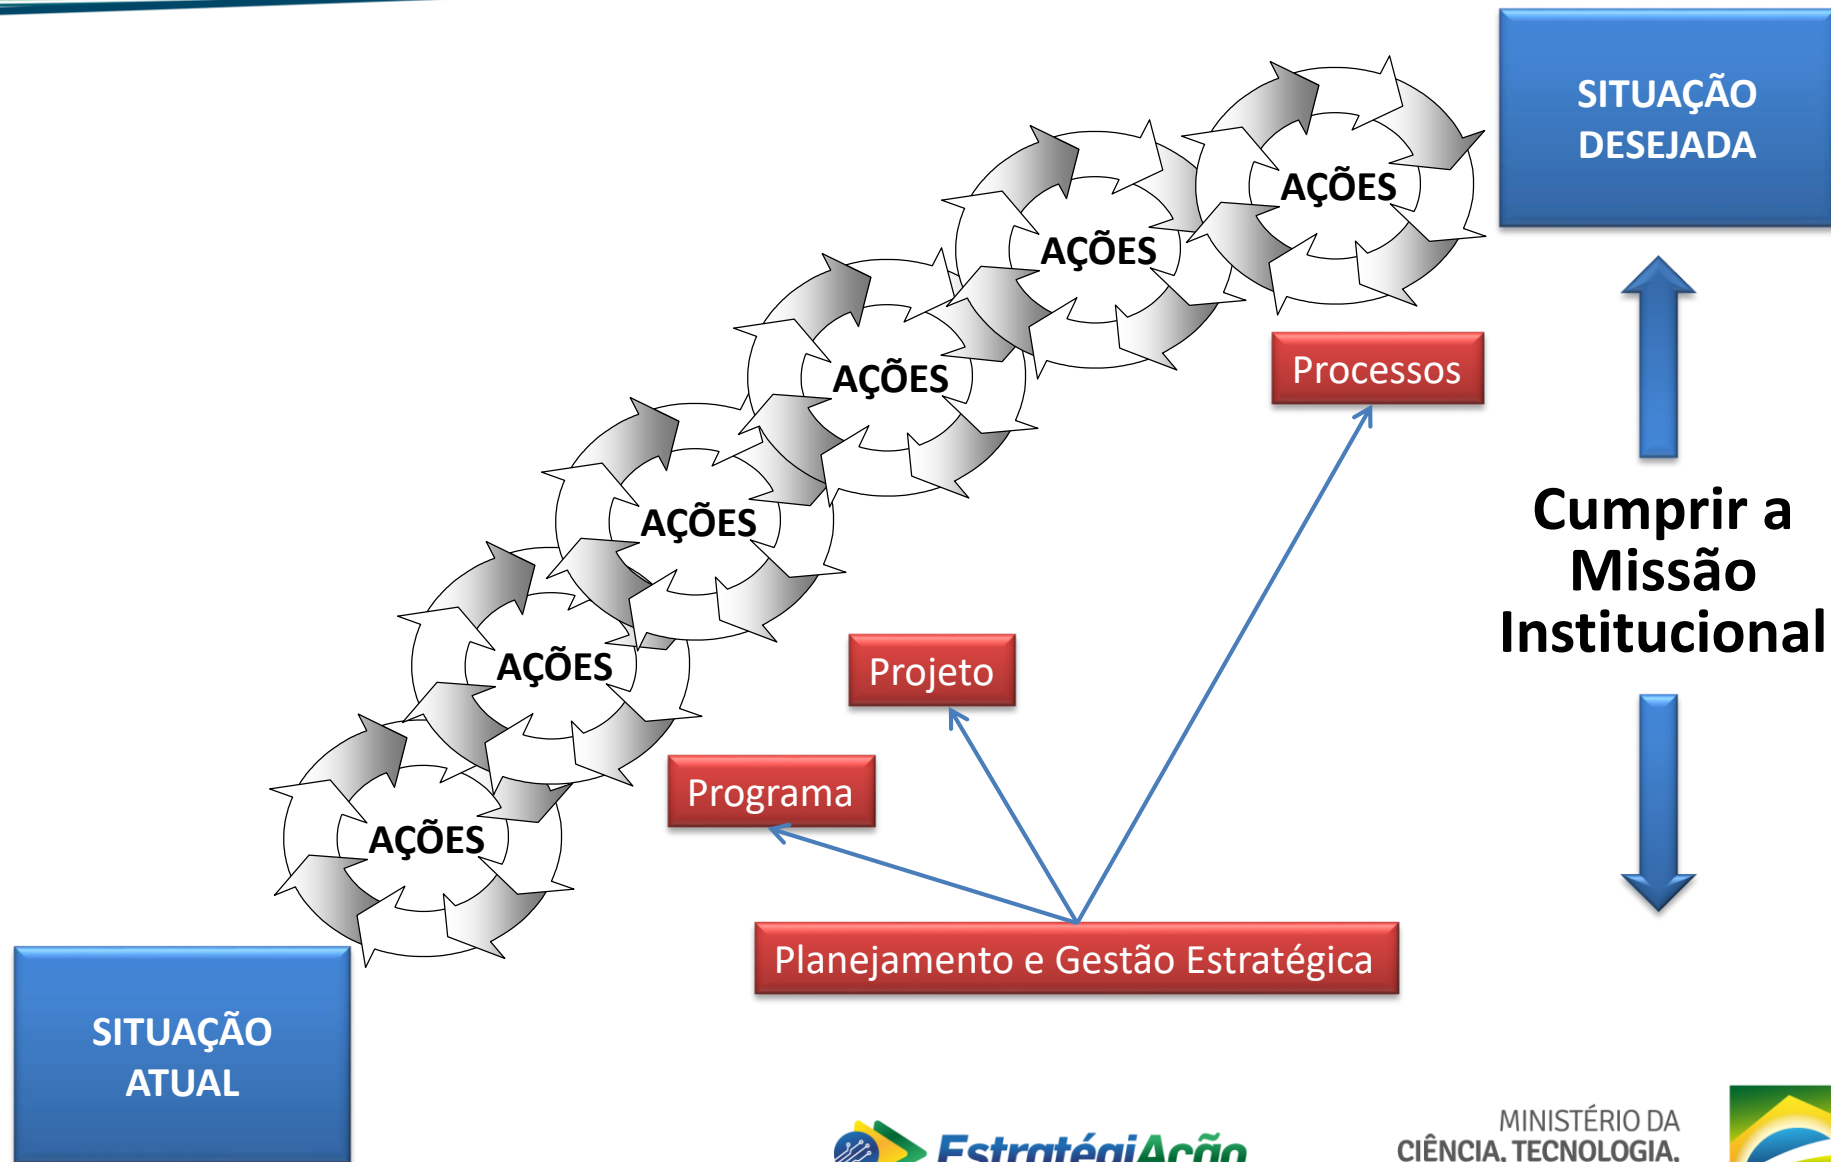 SITUAÇÃO
DESEJADA
AÇÕES
AÇÕES
AÇÕES
AÇÕES
AÇÕES
AÇÕES
Processos
Cumprir a
Missão
Institucional
Projeto
Programa
Planejamento e Gestão Estratégica
SITUAÇÃO
ATUAL
EstratégiAção
MINISTÉRIO DA
CIÊNCIA, TECNOLOGIA,